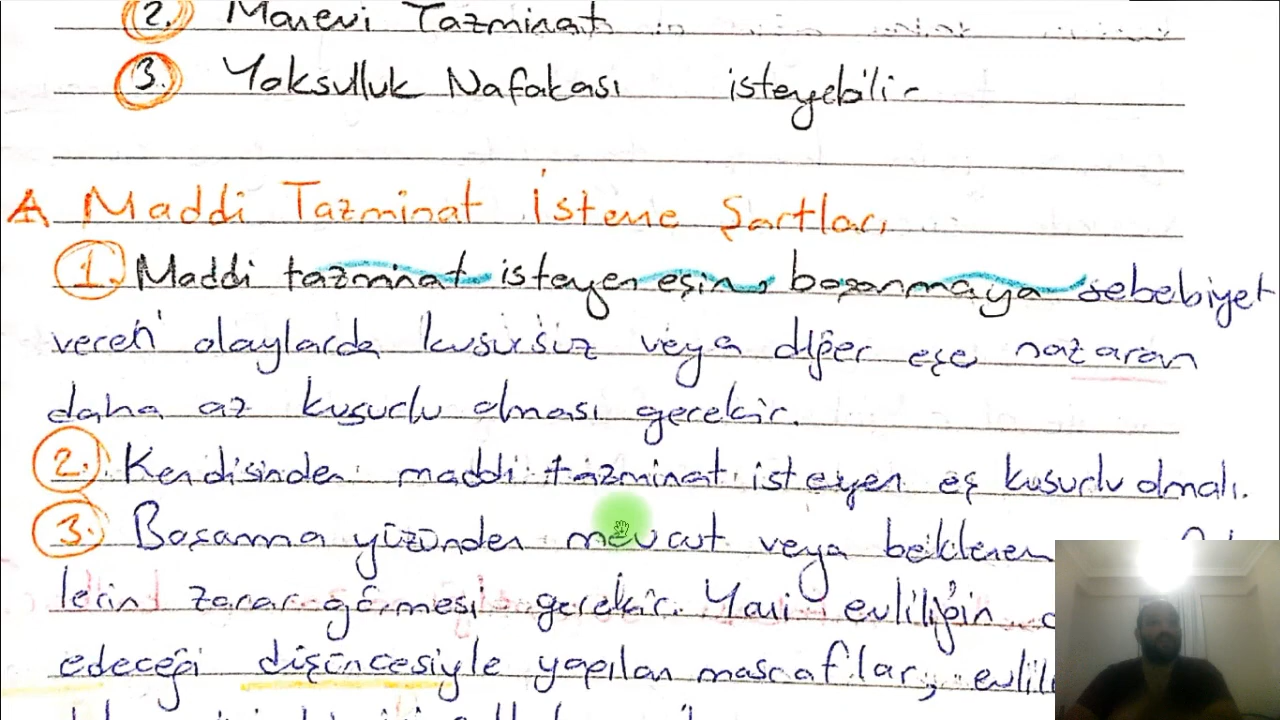 2. Manevi Tazminat
3. Yoksulluk Nafakası isteyebilir
A Maddi Tazminat İsteme Şartları
1. Maddi tazminat isteyen eşin, boşanmaya sebebiyet
veren olaylarda kusursuz veya diğer eşe nazaran
daha az kusurlu olması gerekir.
2. Kendisinden maddi tazminat isteyen eş kusurlu olmalı.
3. Boşanma yüzünden mevcut veya beklenen
lerin zarar görmesi gerekir. Yani evliliğin
edeceği düşüncesiyle yapılan masraflar, evlil